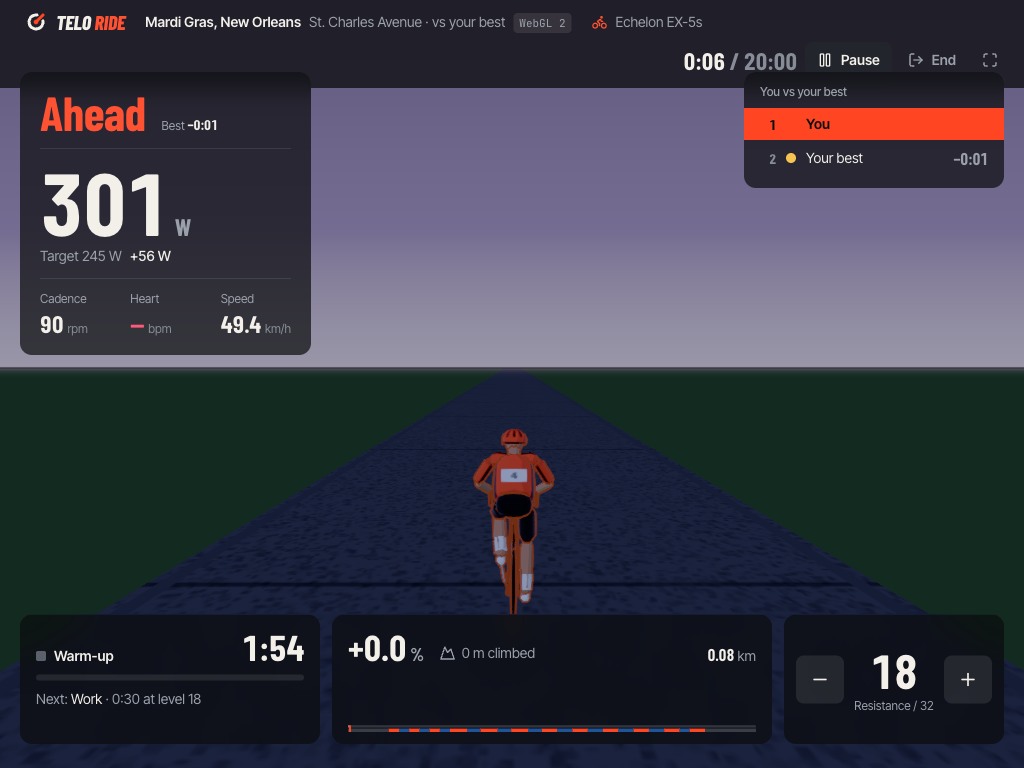 TELO RIDE Mardi Gras, New Orleans St. Charles Avenue · vs your best WebGL 2 Echelon EX-5s
0:06 / 20:00 Pause End
Ahead Best −0:01
301 W
Target 245 W +56 W
Cadence Heart Speed
90 rpm – bpm 49.4 km/h
You vs your best
1 You
2 Your best −0:01
4
Warm-up 1:54
Next: Work · 0:30 at level 18
+0.0 % 0 m climbed 0.08 km
− 18 +
Resistance / 32